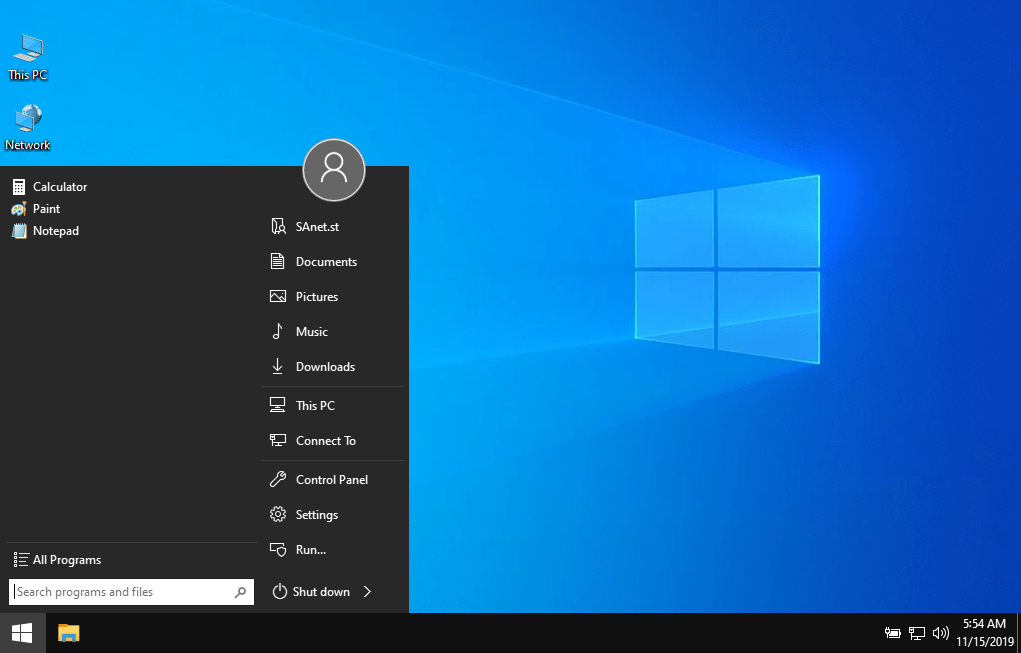 This PC
Network
Calculator
Paint
Notepad
All Programs
Search programs and files
SAnet.st
Documents
Pictures
Music
Downloads
This PC
Connect To
Control Panel
Settings
Run...
Shut down
5:54 AM
11/15/2019